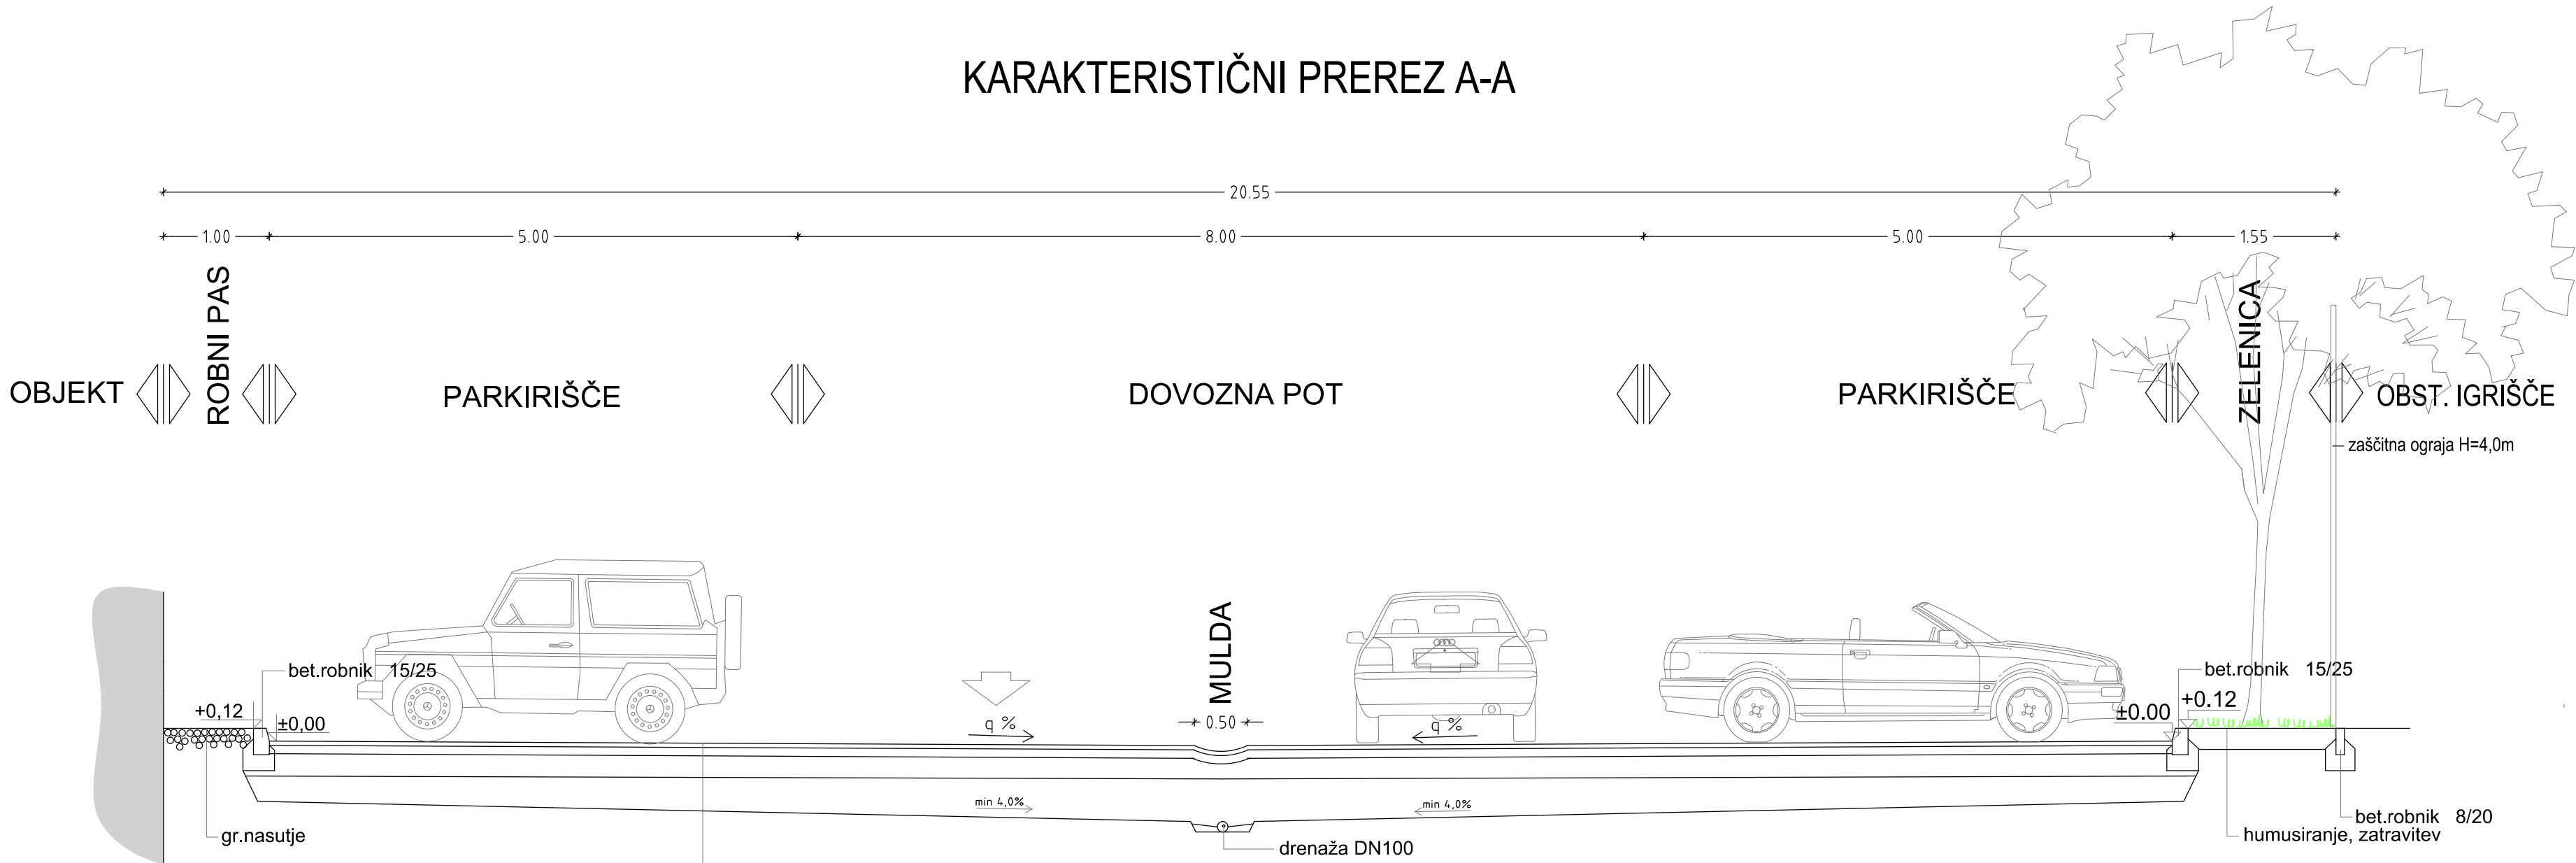 KARAKTERISTIČNI PREREZ A-A
20.55
1.00 5.00 8.00 5.00 1.55
OBJEKT
ROBNI PAS
PARKIRIŠČE
DOVOZNA POT
PARKIRIŠČE
ZELENICA
OBST. IGRIŠČE
zaščitna ograja H=4,0m
MULDA
0.50
bet.robnik 15/25
+0,12
±0,00
q %
q %
bet.robnik 15/25
+0.12
±0.00
min 4,0%
min 4,0%
gr.nasutje
drenaža DN100
bet.robnik 8/20
humusiranje, zatravitev